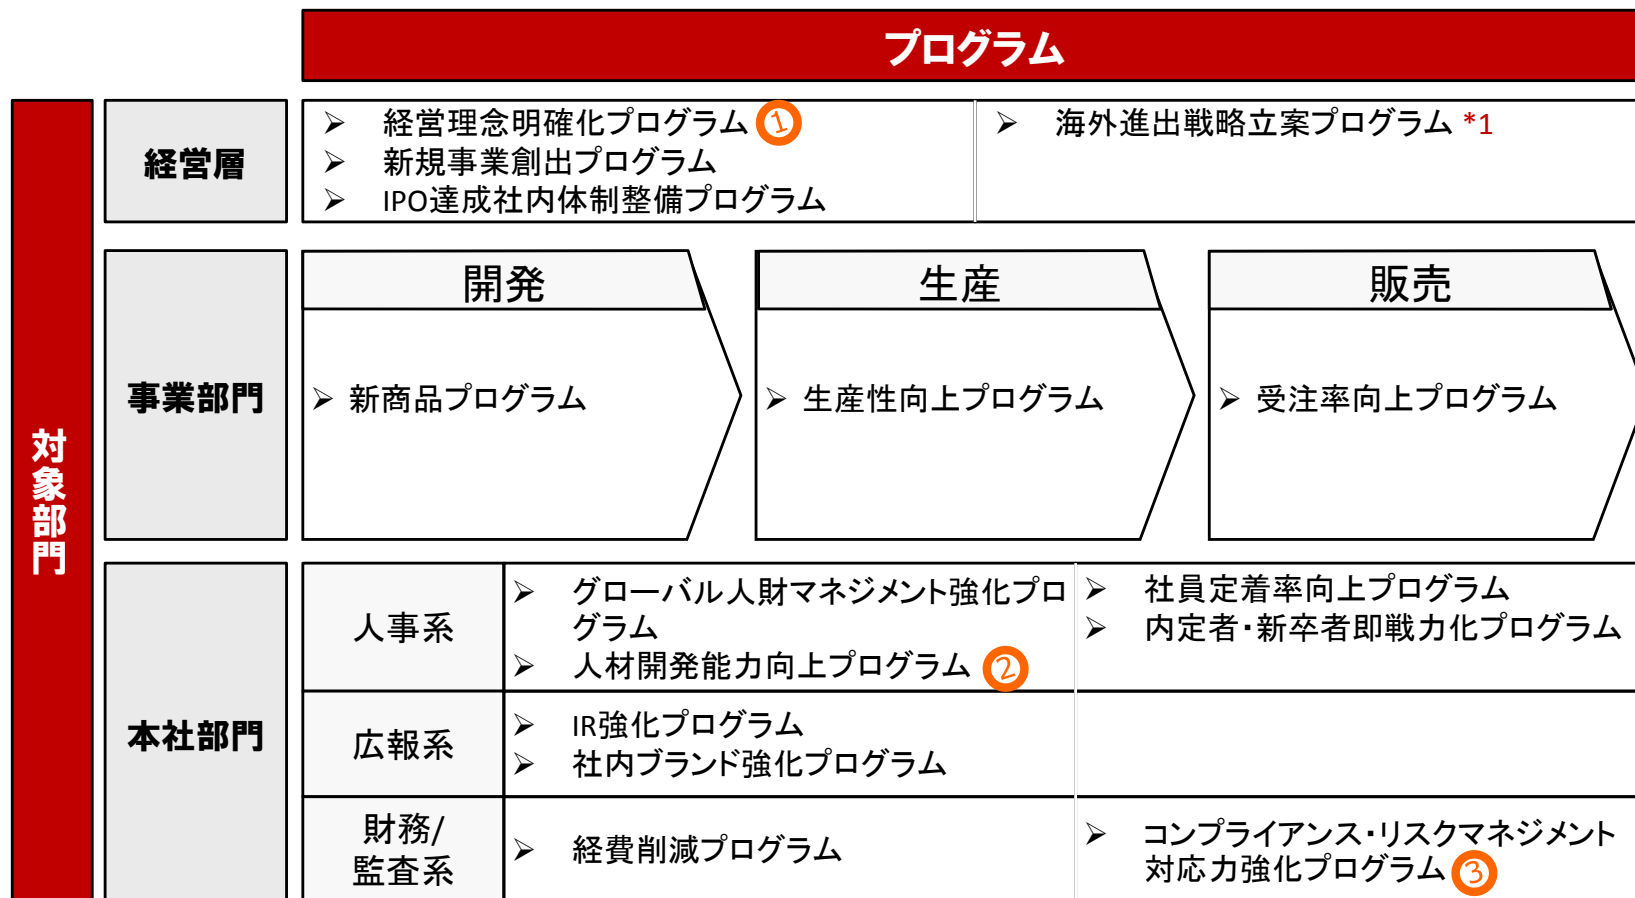 プログラム
対象部門
経営層
➢ 経営理念明確化プログラム ①
➢ 新規事業創出プログラム
➢ IPO達成社内体制整備プログラム
➢ 海外進出戦略立案プログラム *1
事業部門
開発
➢ 新商品プログラム
生産
➢ 生産性向上プログラム
販売
➢ 受注率向上プログラム
本社部門
人事系
➢ グローバル人財マネジメント強化プロ
グラム
➢ 人材開発能力向上プログラム ②
➢ 社員定着率向上プログラム
➢ 内定者・新卒者即戦力化プログラム
広報系
➢ IR強化プログラム
➢ 社内ブランド強化プログラム
財務/
監査系
➢ 経費削減プログラム
➢ コンプライアンス・リスクマネジメント
対応力強化プログラム ③